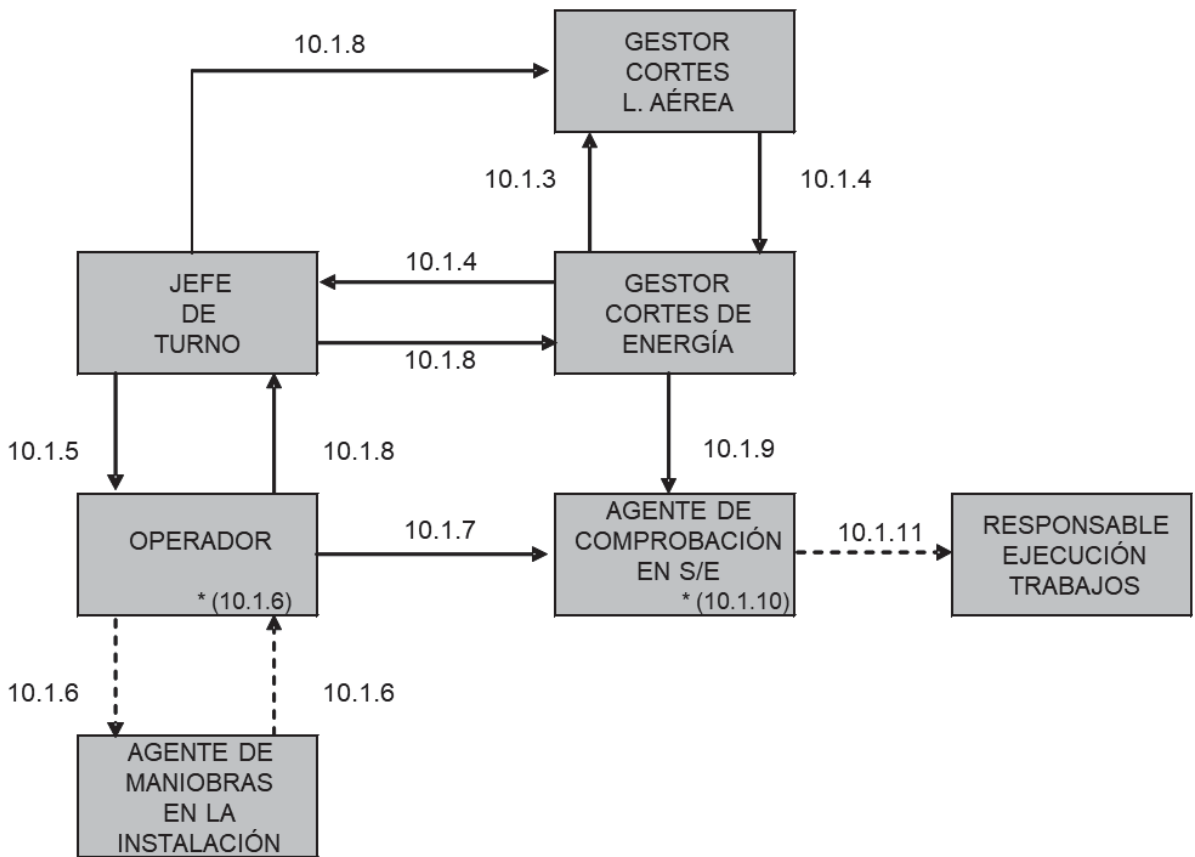 10.1.8
GESTOR
CORTES
L. AÉREA
10.1.3
10.1.4
JEFE
DE
TURNO
10.1.4
10.1.8
GESTOR
CORTES DE
ENERGÍA
10.1.5
10.1.8
10.1.9
OPERADOR
* (10.1.6)
10.1.7
AGENTE DE
COMPROBACIÓN
EN S/E
* (10.1.10)
10.1.11
RESPONSABLE
EJECUCIÓN
TRABAJOS
10.1.6
10.1.6
AGENTE DE
MANIOBRAS
EN LA
INSTALACIÓN